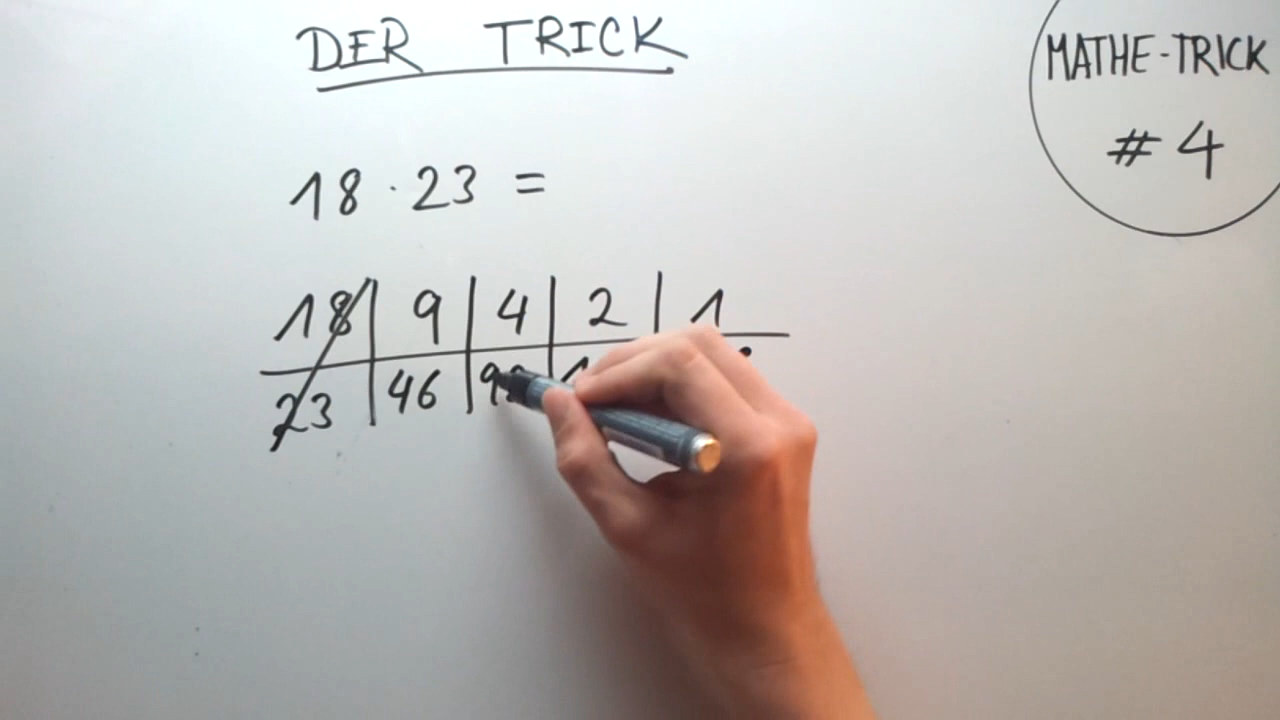 DER TRICK
MATHE-TRICK
# 4
18 · 23 =
18 | 9 | 4 | 2 | 1
23 | 46 |